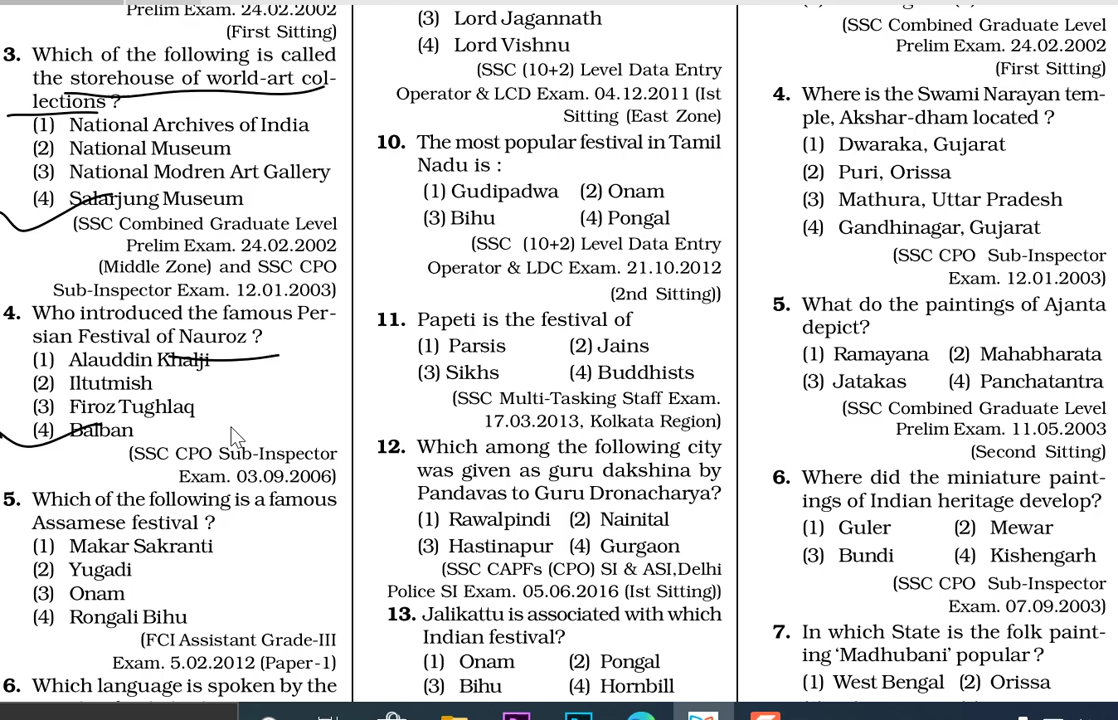 Prelim Exam. 24.02.2002
(First Sitting)
3. Which of the following is called
the storehouse of world-art col-
lections ?
(1) National Archives of India
(2) National Museum
(3) National Modren Art Gallery
(4) Salarjung Museum
(SSC Combined Graduate Level
Prelim Exam. 24.02.2002
(Middle Zone) and SSC CPO
Sub-Inspector Exam. 12.01.2003)
4. Who introduced the famous Per-
sian Festival of Nauroz ?
(1) Alauddin Khalji
(2) Iltutmish
(3) Firoz Tughlaq
(4) Balban
(SSC CPO Sub-Inspector
Exam. 03.09.2006)
5. Which of the following is a famous
Assamese festival ?
(1) Makar Sakranti
(2) Yugadi
(3) Onam
(4) Rongali Bihu
(FCI Assistant Grade-III
Exam. 5.02.2012 (Paper-1)
6. Which language is spoken by the
(3) Lord Jagannath
(4) Lord Vishnu
(SSC (10+2) Level Data Entry
Operator & LCD Exam. 04.12.2011 (Ist
Sitting (East Zone)
10. The most popular festival in Tamil
Nadu is :
(1) Gudipadwa (2) Onam
(3) Bihu (4) Pongal
(SSC (10+2) Level Data Entry
Operator & LDC Exam. 21.10.2012
(2nd Sitting))
11. Papeti is the festival of
(1) Parsis (2) Jains
(3) Sikhs (4) Buddhists
(SSC Multi-Tasking Staff Exam.
17.03.2013, Kolkata Region)
12. Which among the following city
was given as guru dakshina by
Pandavas to Guru Dronacharya?
(1) Rawalpindi (2) Nainital
(3) Hastinapur (4) Gurgaon
(SSC CAPFs (CPO) SI & ASI,Delhi
Police SI Exam. 05.06.2016 (Ist Sitting))
13. Jalikattu is associated with which
Indian festival?
(1) Onam (2) Pongal
(3) Bihu (4) Hornbill
(SSC Combined Graduate Level
Prelim Exam. 24.02.2002
(First Sitting)
4. Where is the Swami Narayan tem-
ple, Akshar-dham located ?
(1) Dwaraka, Gujarat
(2) Puri, Orissa
(3) Mathura, Uttar Pradesh
(4) Gandhinagar, Gujarat
(SSC CPO Sub-Inspector
Exam. 12.01.2003)
5. What do the paintings of Ajanta
depict?
(1) Ramayana (2) Mahabharata
(3) Jatakas (4) Panchatantra
(SSC Combined Graduate Level
Prelim Exam. 11.05.2003
(Second Sitting)
6. Where did the miniature paint-
ings of Indian heritage develop?
(1) Guler (2) Mewar
(3) Bundi (4) Kishengarh
(SSC CPO Sub-Inspector
Exam. 07.09.2003)
7. In which State is the folk paint-
ing ‘Madhubani’ popular ?
(1) West Bengal (2) Orissa